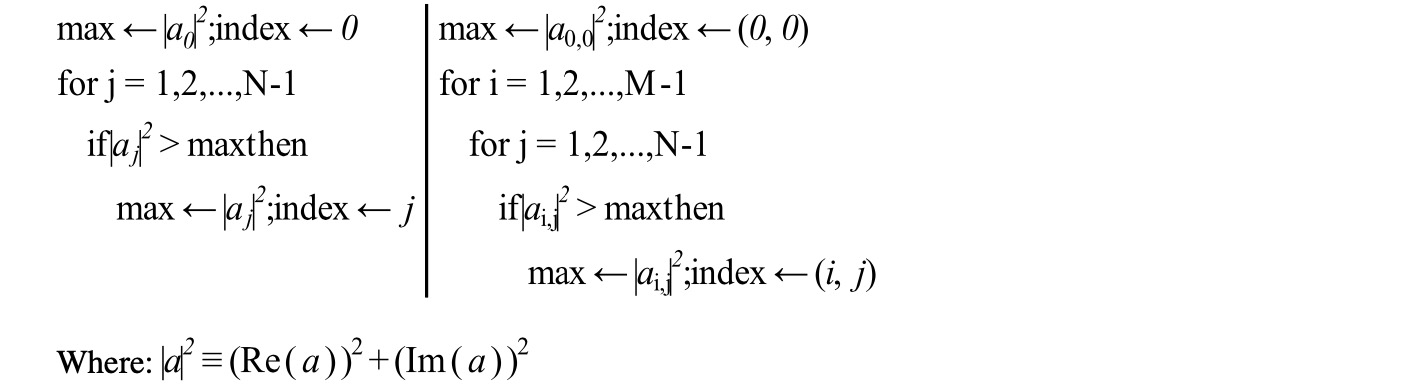 max ← |a₀|²;index ← 0
for j = 1,2,...,N-1
if|aⱼ|² > maxthen
max ← |aⱼ|²;index ← j
max ← |a₀,₀|²;index ← (0, 0)
for i = 1,2,...,M-1
for j = 1,2,...,N-1
if|aᵢ,ⱼ|² > maxthen
max ← |aᵢ,ⱼ|²;index ← (i, j)
Where: |a|² ≡ (Re(a))² + (Im(a))²